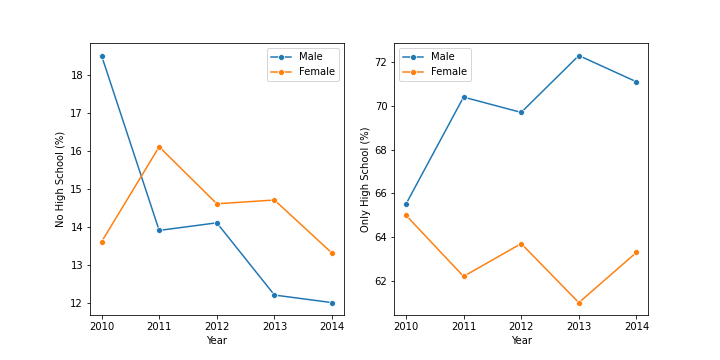 No High School (%)
18
17
16
15
14
13
12
2010 2011 2012 2013 2014
Year
Male
Female
Only High School (%)
72
70
68
66
64
62
2010 2011 2012 2013 2014
Year
Male
Female